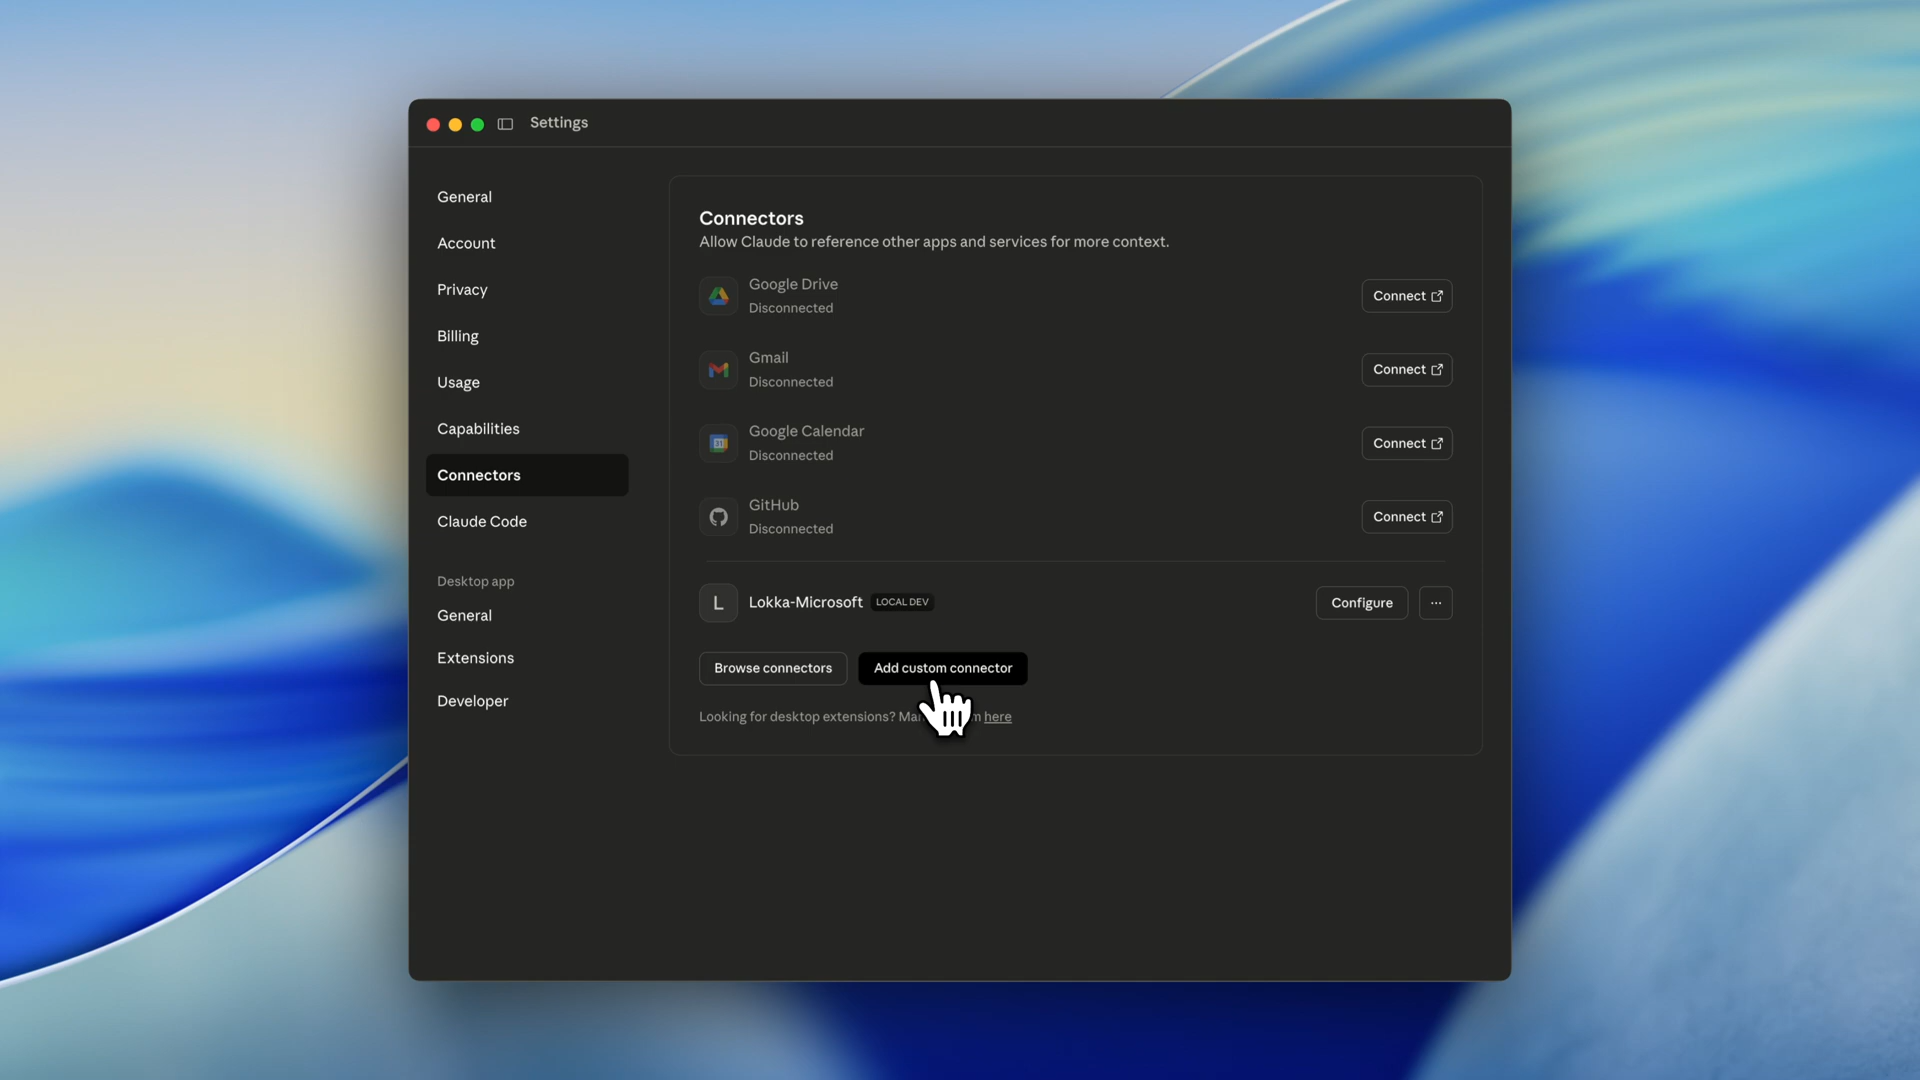 Settings
General
Account
Privacy
Billing
Usage
Capabilities
Connectors
Claude Code
Desktop app
General
Extensions
Developer
Connectors
Allow Claude to reference other apps and services for more context.
Google Drive
Disconnected
Connect
Gmail
Disconnected
Connect
31
Google Calendar
Disconnected
Connect
GitHub
Disconnected
Connect
L
Lokka-Microsoft LOCAL DEV
Configure
...
Browse connectors
Add custom connector
Looking for desktop extensions? here